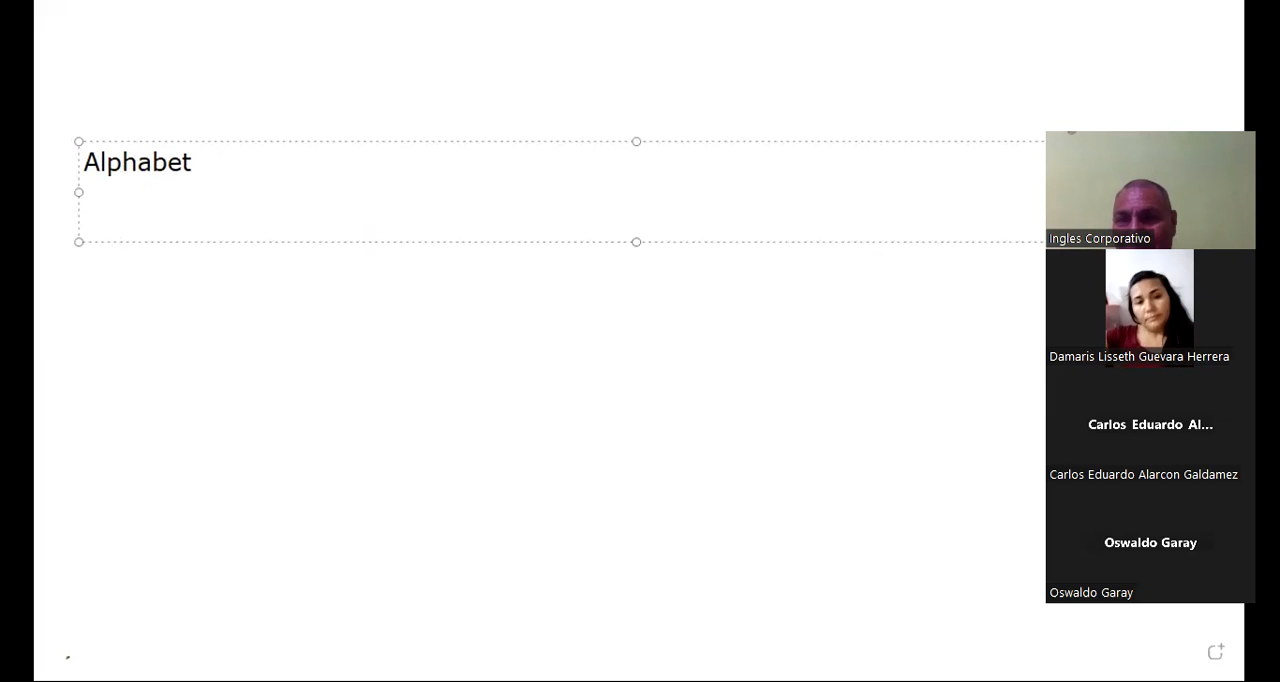 Alphabet
Ingles Corporativo
Damaris Lisseth Guevara Herrera
Carlos Eduardo Al...
Carlos Eduardo Alarcon Galdamez
Oswaldo Garay
Oswaldo Garay